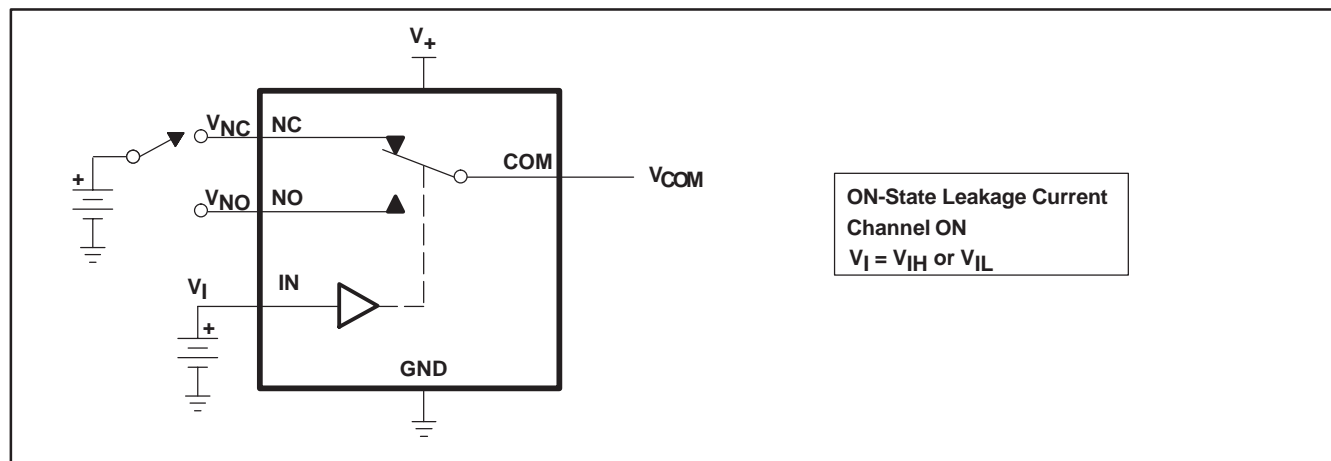 V+
VNC NC
COM
VCOM
+
VNO NO
ON-State Leakage Current
Channel ON
VI = VIH or VIL
VI IN
+
GND